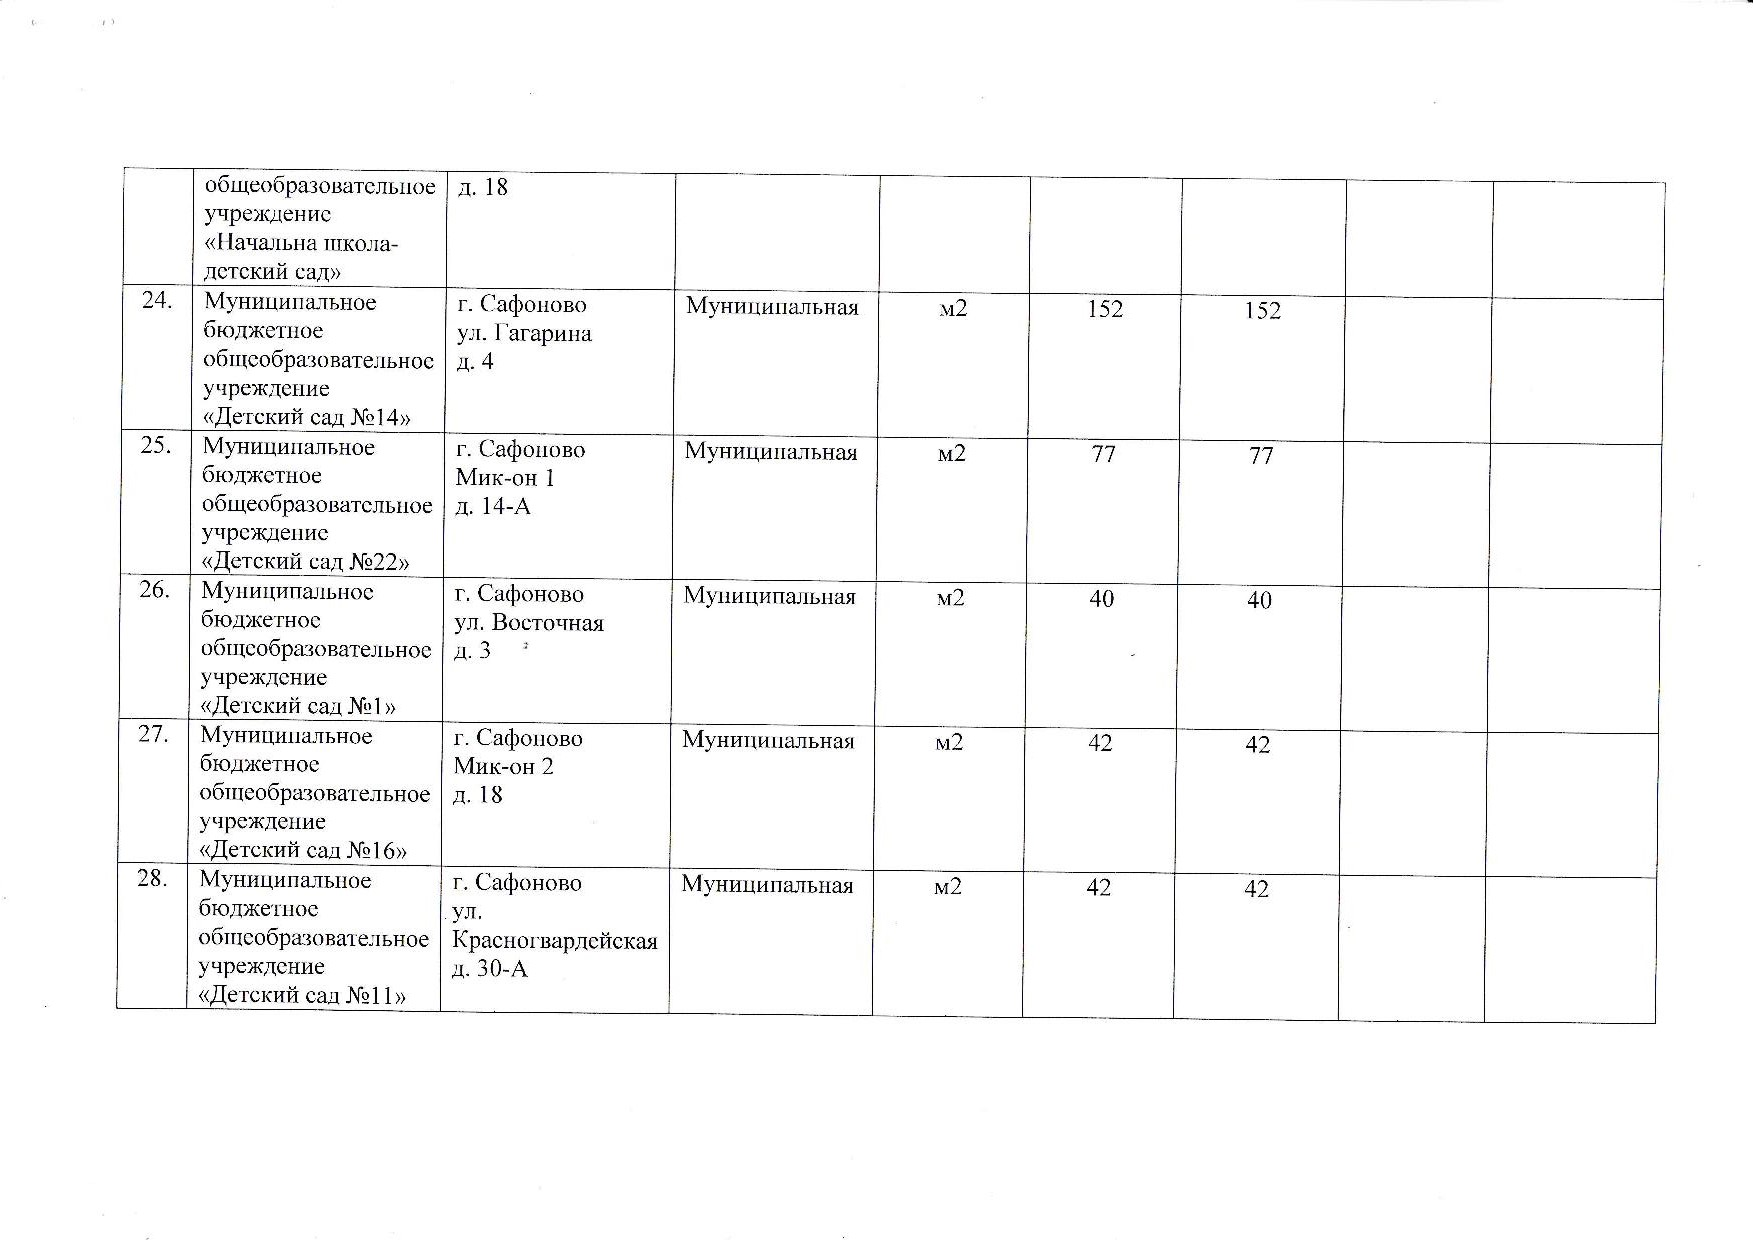 общеобразовательное
учреждение
«Начальна школа-
детский сад»
д. 18
24.
Муниципальное
бюджетное
общеобразовательное
учреждение
«Детский сад №14»
г. Сафоново
ул. Гагарина
д. 4
Муниципальная
м2
152
152
25.
Муниципальное
бюджетное
общеобразовательное
учреждение
«Детский сад №22»
г. Сафоново
Мик-он 1
д. 14-А
Муниципальная
м2
77
77
26.
Муниципальное
бюджетное
общеобразовательное
учреждение
«Детский сад №1»
г. Сафоново
ул. Восточная
д. 3
Муниципальная
м2
40
40
27.
Муниципальное
бюджетное
общеобразовательное
учреждение
«Детский сад №16»
г. Сафоново
Мик-он 2
д. 18
Муниципальная
м2
42
42
28.
Муниципальное
бюджетное
общеобразовательное
учреждение
«Детский сад №11»
г. Сафоново
ул.
Красногвардейская
д. 30-А
Муниципальная
м2
42
42